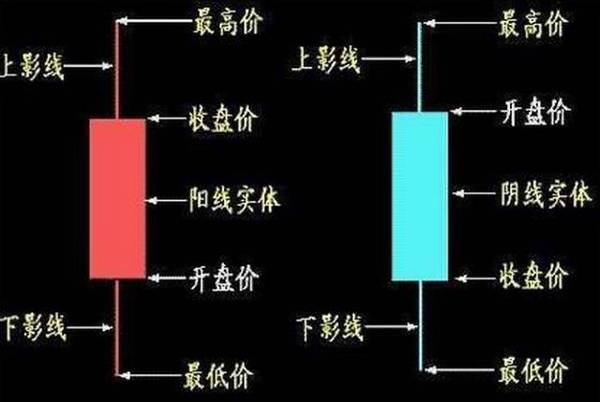 最高价
上影线
收盘价
阳线实体
开盘价
下影线
最低价
最高价
上影线
开盘价
阴线实体
收盘价
下影线
最低价